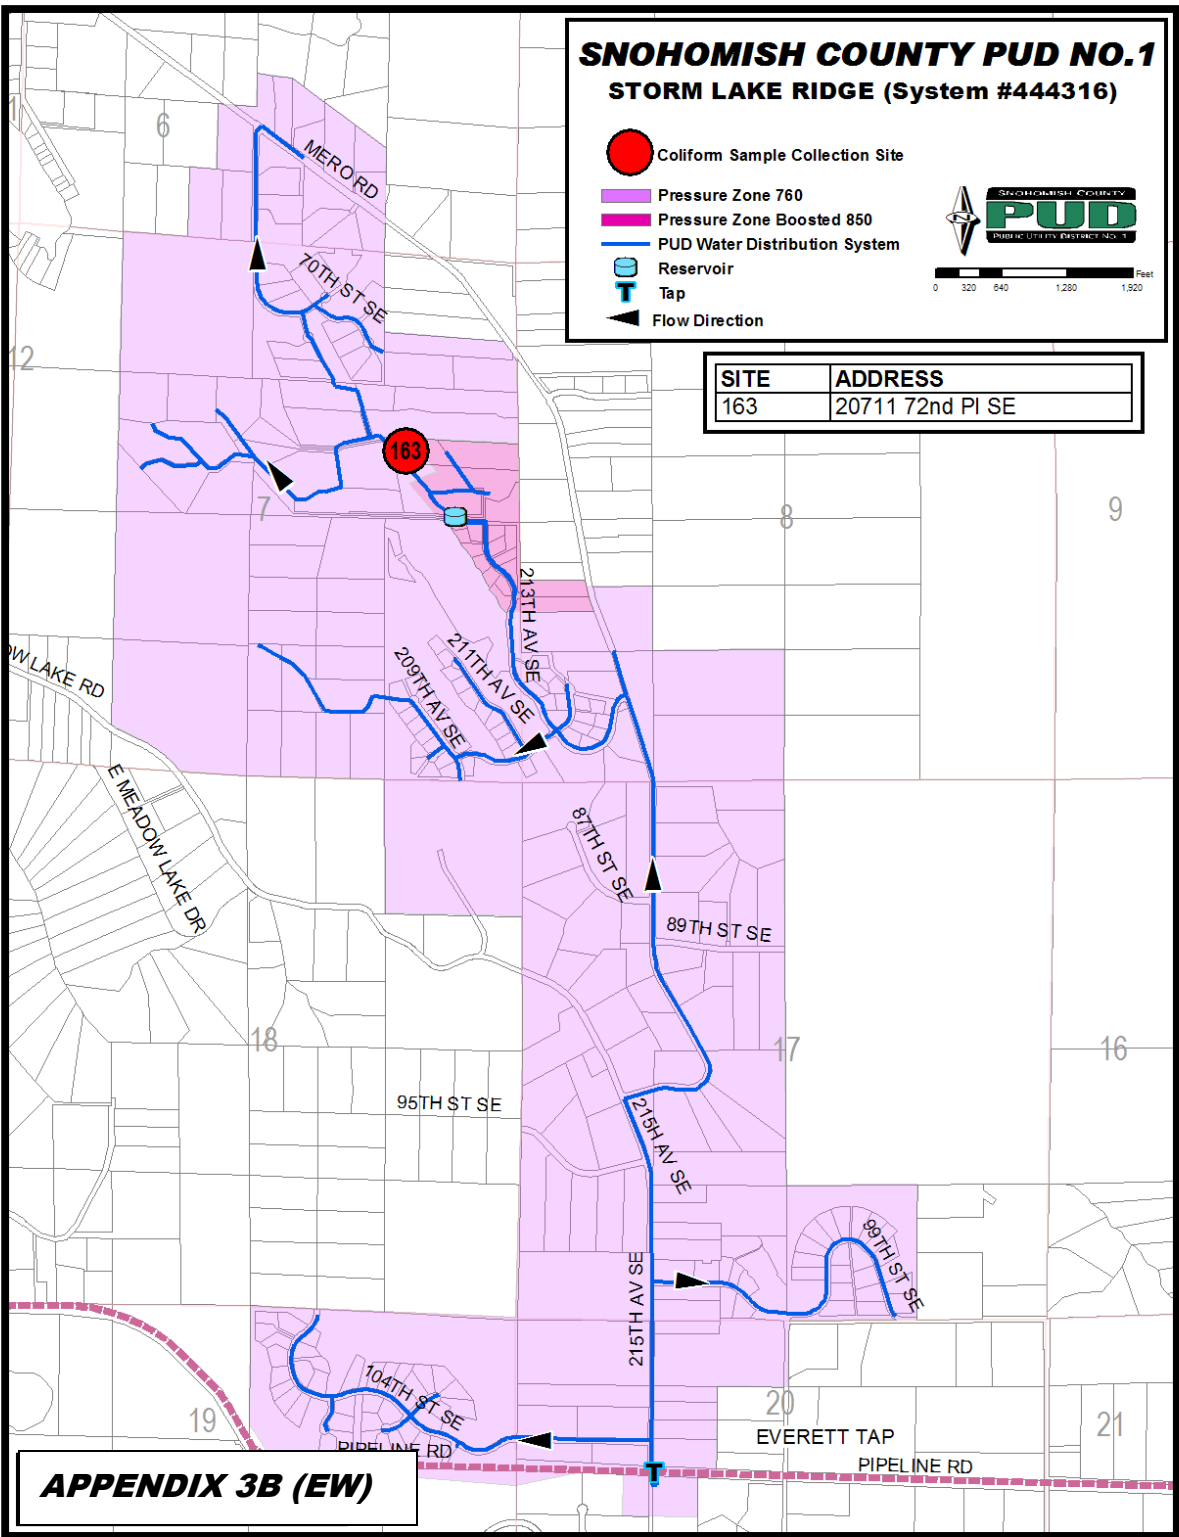 SNOHOMISH COUNTY PUD NO.1
STORM LAKE RIDGE (System #444316)
Coliform Sample Collection Site
Pressure Zone 760
Pressure Zone Boosted 850
PUD Water Distribution System
Reservoir
T Tap
Flow Direction
N
SNOHOMISH COUNTY
PUD
PUBLIC UTILITY DISTRICT NO. 1
Feet
0 320 640 1,280 1,920
SITE ADDRESS
163 20711 72nd Pl SE
1
6
MERO RD
70TH ST SE
12
163
7
8
9
213TH AV SE
211TH AV SE
209TH AV SE
OW LAKE RD
E MEADOW LAKE DR
87TH ST SE
89TH ST SE
18
17
16
95TH ST SE
215H AV SE
99TH ST SE
215TH AV SE
104TH ST SE
19
20
21
EVERETT TAP
PIPELINE RD
PIPELINE RD
T
APPENDIX 3B (EW)